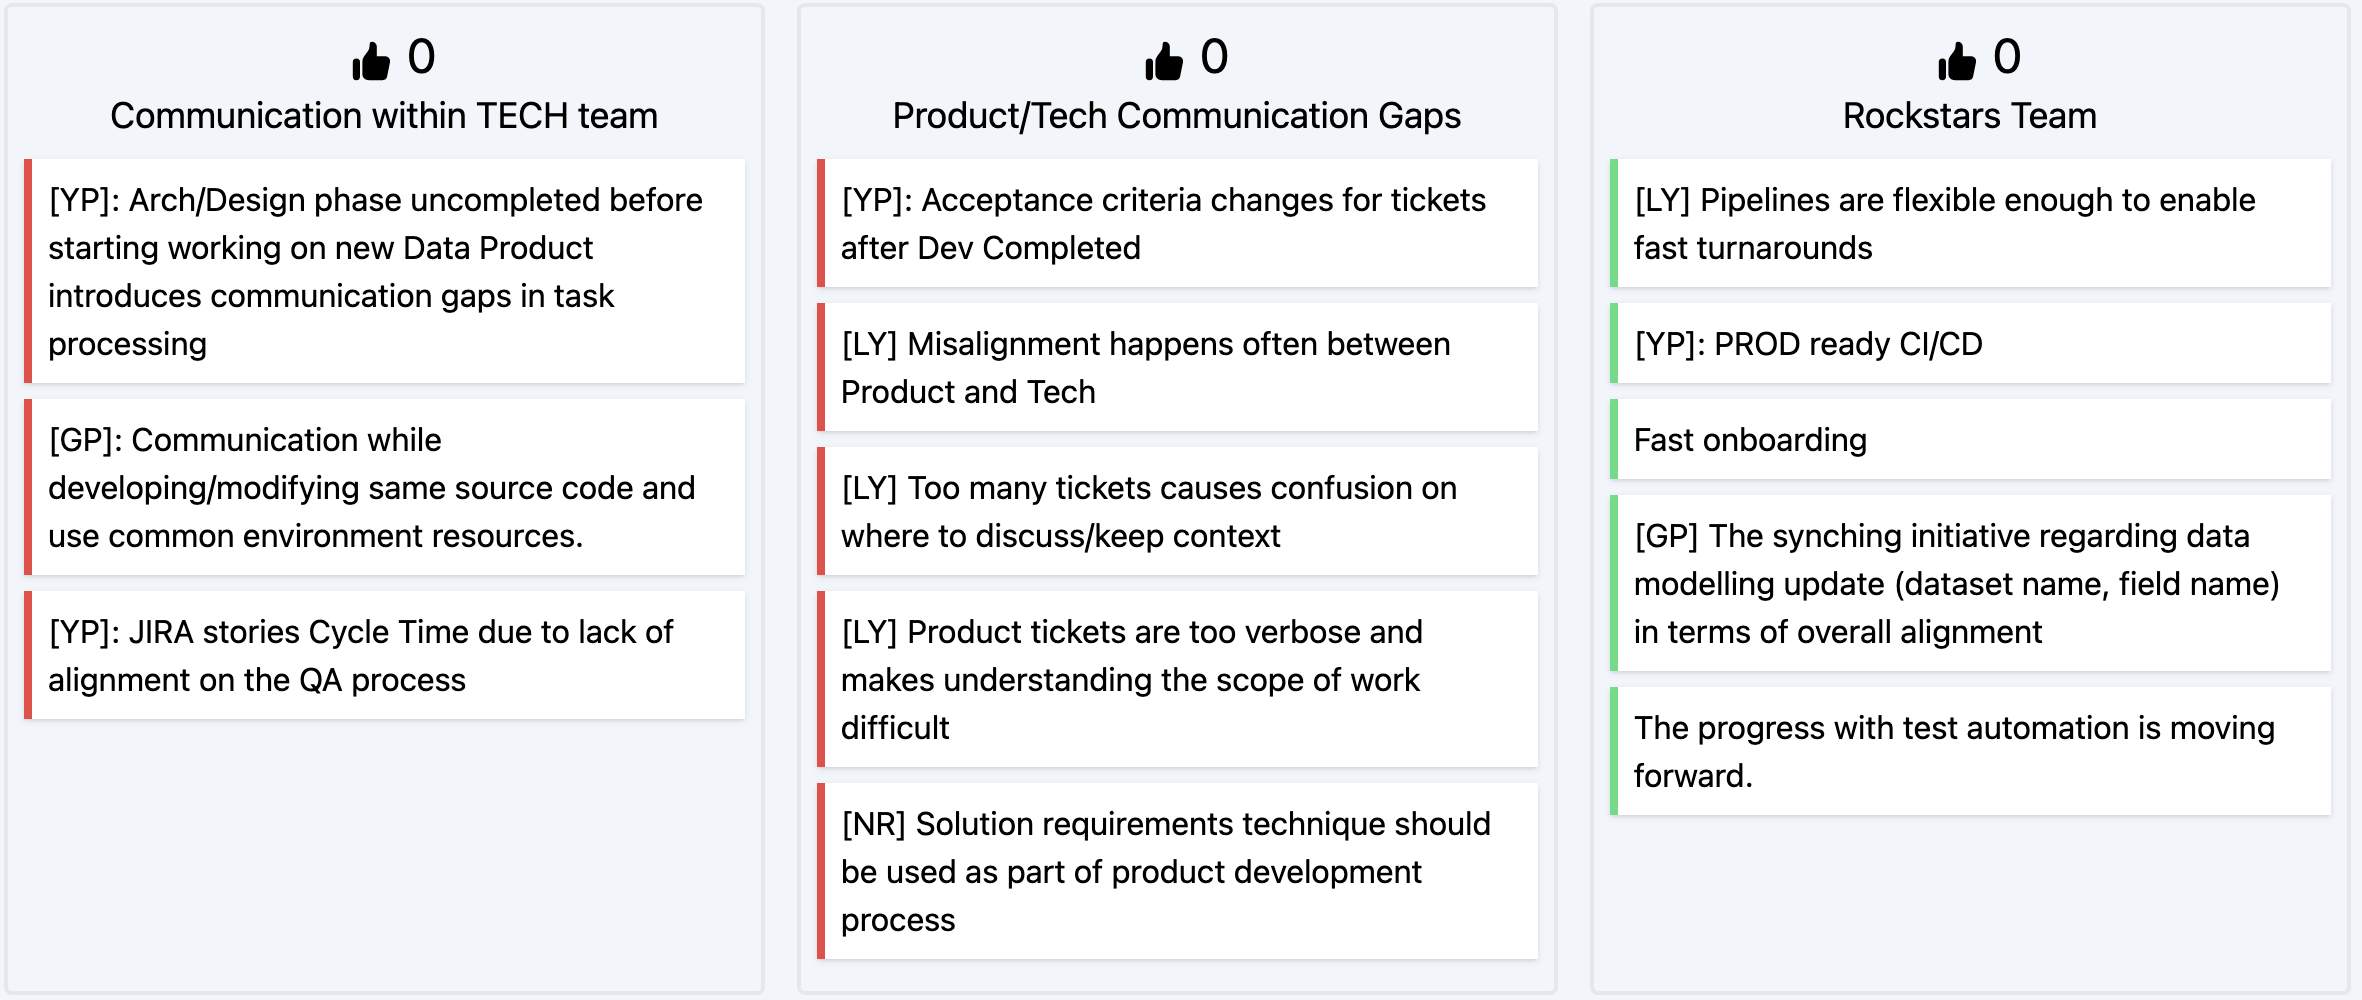 0
Communication within TECH team
[YP]: Arch/Design phase uncompleted before
starting working on new Data Product
introduces communication gaps in task
processing
[GP]: Communication while
developing/modifying same source code and
use common environment resources.
[YP]: JIRA stories Cycle Time due to lack of
alignment on the QA process
0
Product/Tech Communication Gaps
[YP]: Acceptance criteria changes for tickets
after Dev Completed
[LY] Misalignment happens often between
Product and Tech
[LY] Too many tickets causes confusion on
where to discuss/keep context
[LY] Product tickets are too verbose and
makes understanding the scope of work
difficult
[NR] Solution requirements technique should
be used as part of product development
process
0
Rockstars Team
[LY] Pipelines are flexible enough to enable
fast turnarounds
[YP]: PROD ready CI/CD
Fast onboarding
[GP] The synching initiative regarding data
modelling update (dataset name, field name)
in terms of overall alignment
The progress with test automation is moving
forward.